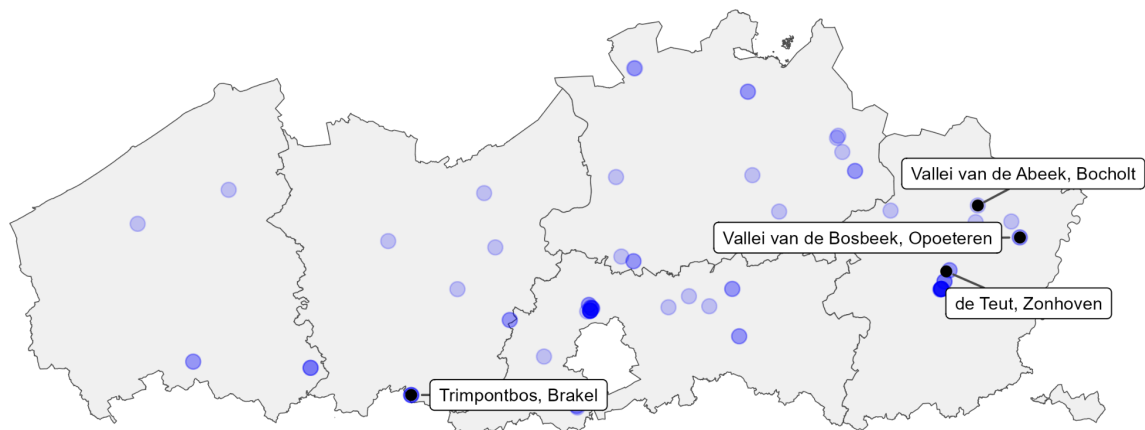 Vallei van de Abeek, Bocholt
Vallei van de Bosbeek, Opoeteren
de Teut, Zonhoven
Trimpontbos, Brakel